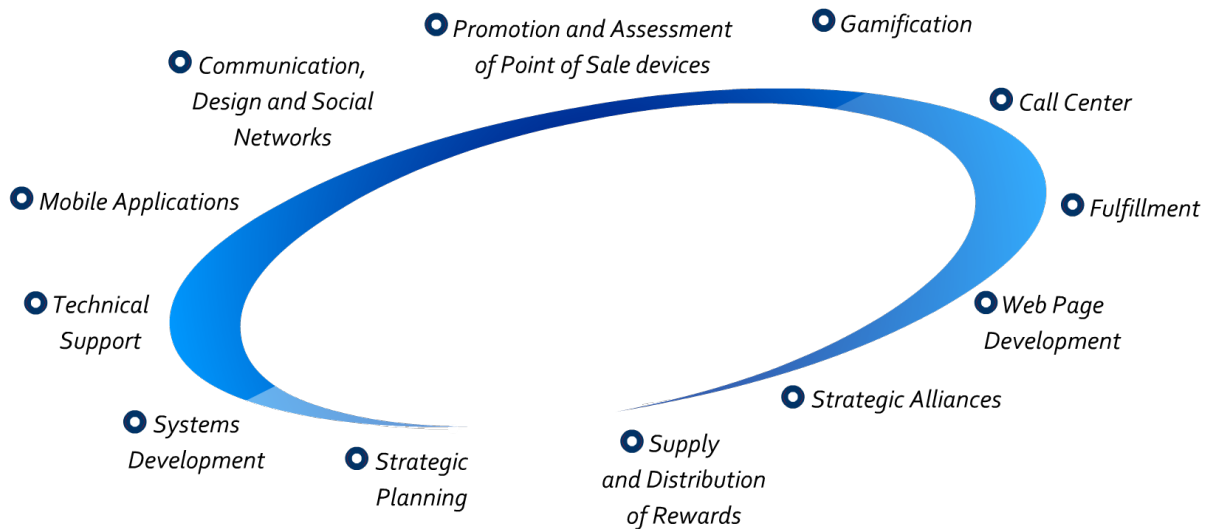 Promotion and Assessment
of Point of Sale devices
Gamification
Communication,
Design and Social
Networks
Call Center
Mobile Applications
Fulfillment
Technical
Support
Web Page
Development
Strategic Alliances
Systems
Development
Strategic
Planning
Supply
and Distribution
of Rewards